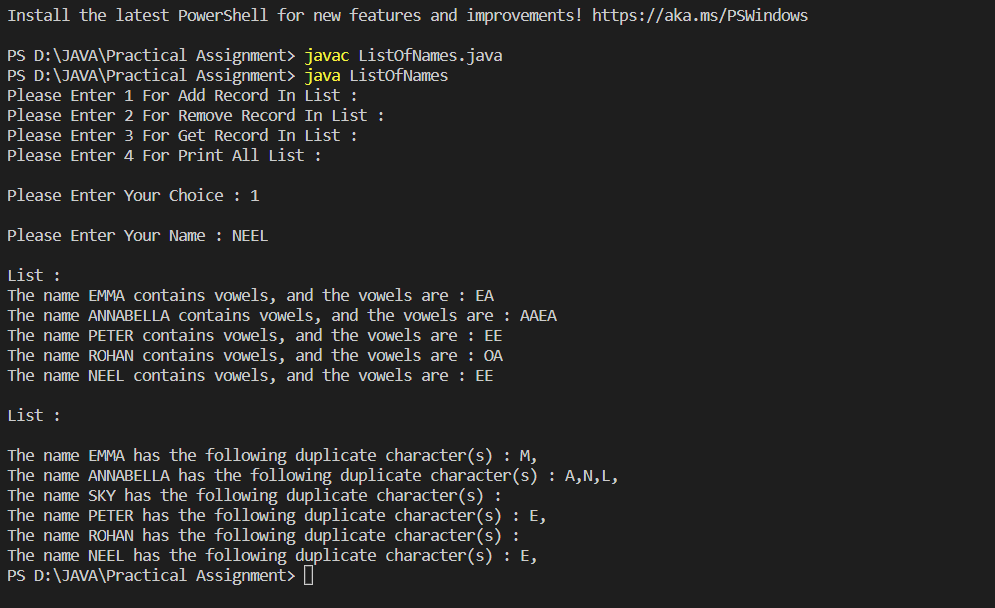 Install the latest PowerShell for new features and improvements! https://aka.ms/PSWindows
PS D:\JAVA\Practical Assignment> javac ListOfNames.java
PS D:\JAVA\Practical Assignment> java ListOfNames
Please Enter 1 For Add Record In List :
Please Enter 2 For Remove Record In List :
Please Enter 3 For Get Record In List :
Please Enter 4 For Print All List :
Please Enter Your Choice : 1
Please Enter Your Name : NEEL
List :
The name EMMA contains vowels, and the vowels are : EA
The name ANNABELLA contains vowels, and the vowels are : AAEA
The name PETER contains vowels, and the vowels are : EE
The name ROHAN contains vowels, and the vowels are : OA
The name NEEL contains vowels, and the vowels are : EE
List :
The name EMMA has the following duplicate character(s) : M,
The name ANNABELLA has the following duplicate character(s) : A,N,L,
The name SKY has the following duplicate character(s) :
The name PETER has the following duplicate character(s) : E,
The name ROHAN has the following duplicate character(s) :
The name NEEL has the following duplicate character(s) : E,
PS D:\JAVA\Practical Assignment>